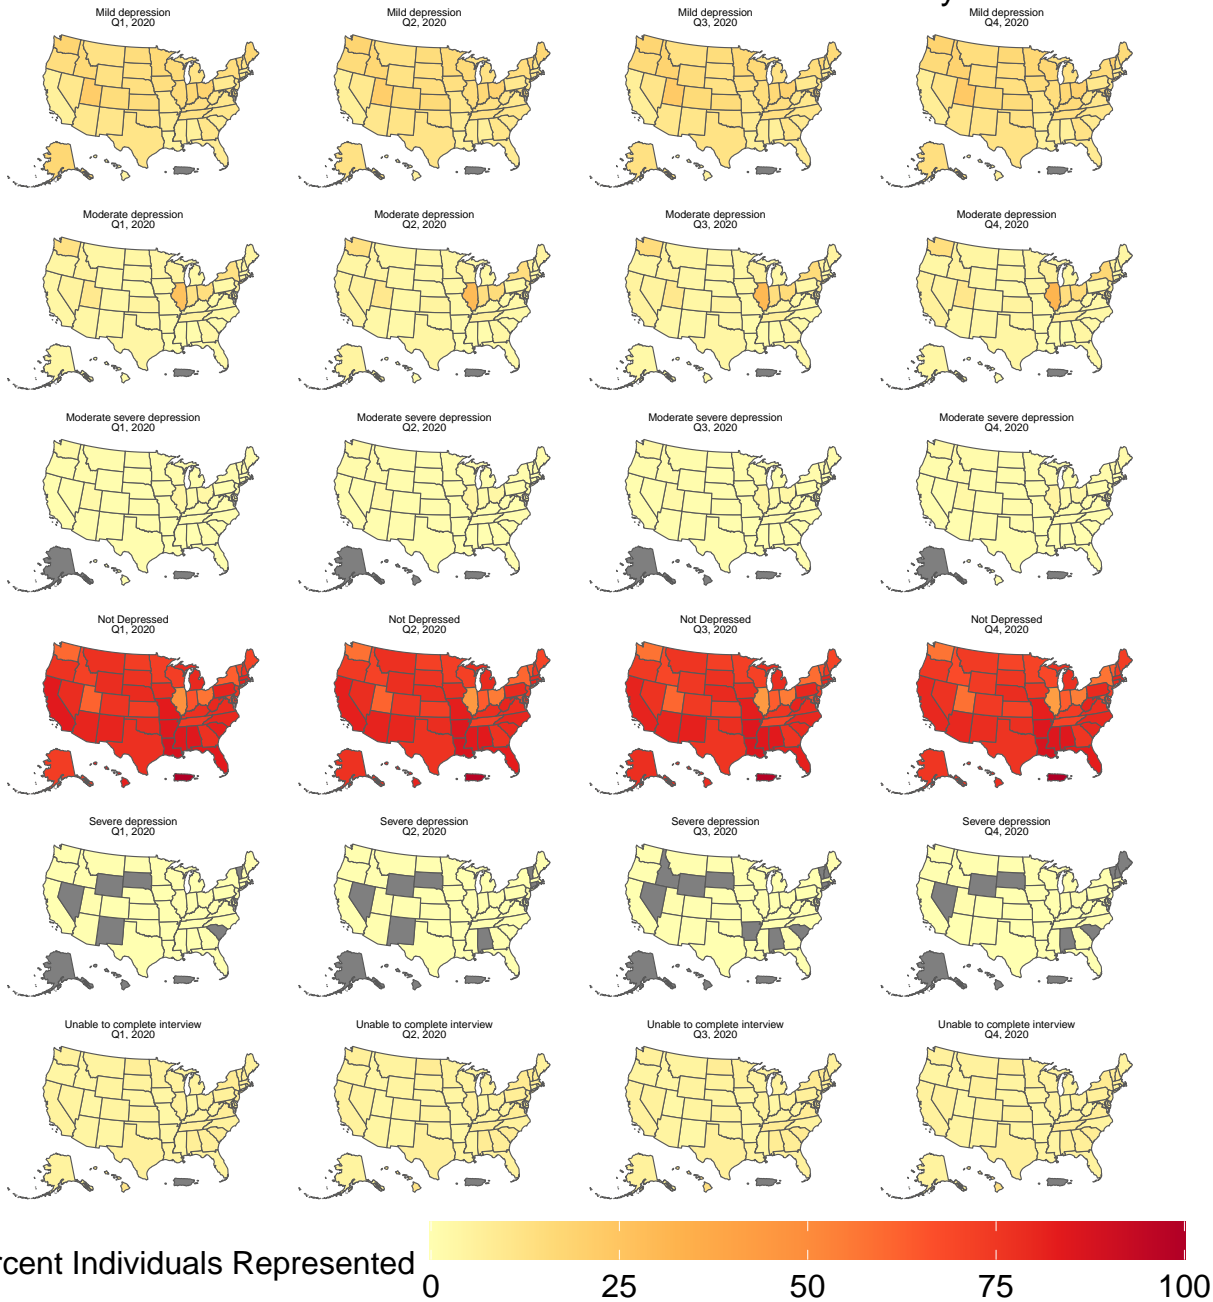 y
Mild depression
Q1, 2020
Mild depression
Q2, 2020
Mild depression
Q3, 2020
Mild depression
Q4, 2020
Moderate depression
Q1, 2020
Moderate depression
Q2, 2020
Moderate depression
Q3, 2020
Moderate depression
Q4, 2020
Moderate severe depression
Q1, 2020
Moderate severe depression
Q2, 2020
Moderate severe depression
Q3, 2020
Moderate severe depression
Q4, 2020
Not Depressed
Q1, 2020
Not Depressed
Q2, 2020
Not Depressed
Q3, 2020
Not Depressed
Q4, 2020
Severe depression
Q1, 2020
Severe depression
Q2, 2020
Severe depression
Q3, 2020
Severe depression
Q4, 2020
Unable to complete interview
Q1, 2020
Unable to complete interview
Q2, 2020
Unable to complete interview
Q3, 2020
Unable to complete interview
Q4, 2020
rcent Individuals Represented
0 25 50 75 100